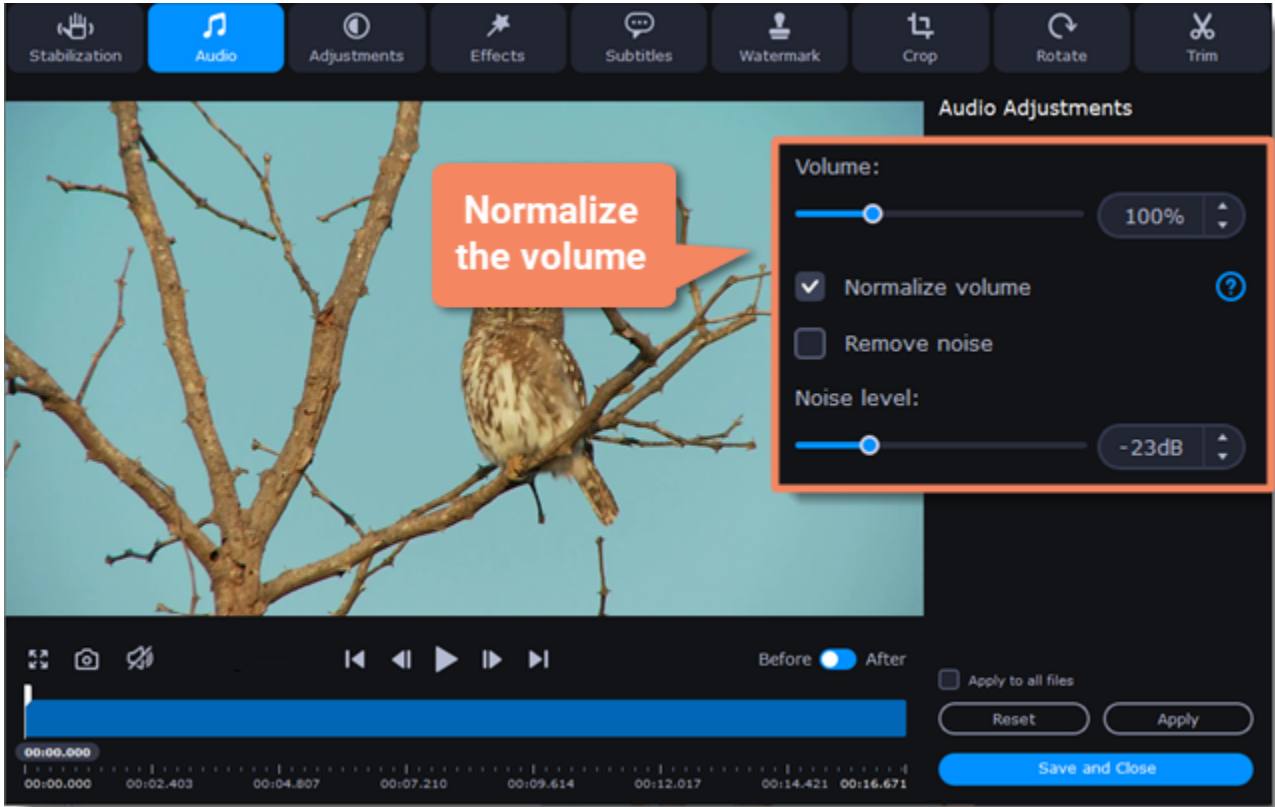 Stabilization
Audio
Adjustments
Effects
Subtitles
Watermark
Crop
Rotate
Trim
Audio Adjustments
Normalize
the volume
Volume:
100%
Normalize volume
?
Remove noise
Noise level:
-23dB
Before
After
Apply to all files
Reset
Apply
Save and Close
00:00.000
00:00.000
00:02.403
00:04.807
00:07.210
00:09.614
00:12.017
00:14.421
00:16.671